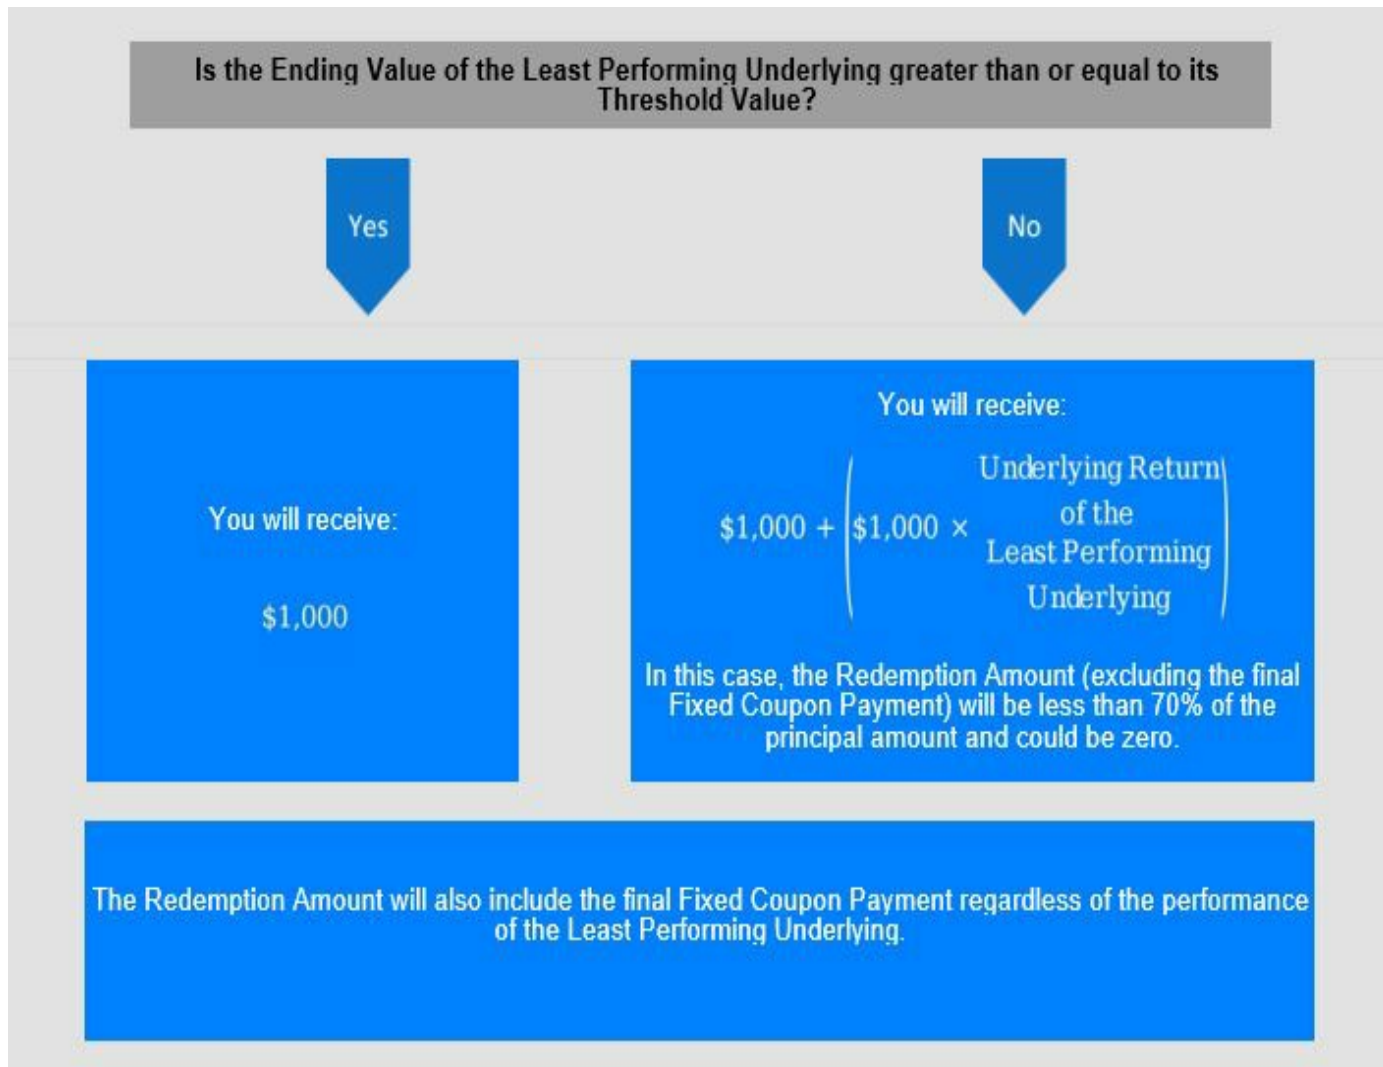 Is the Ending Value of the Least Performing Underlying greater than or equal to its
Threshold Value?
Yes
No
You will receive:
$1,000
You will receive:
$1,000 + ($1,000 × Underlying Return
of the
Least Performing
Underlying)
In this case, the Redemption Amount (excluding the final
Fixed Coupon Payment) will be less than 70% of the
principal amount and could be zero.
The Redemption Amount will also include the final Fixed Coupon Payment regardless of the performance
of the Least Performing Underlying.